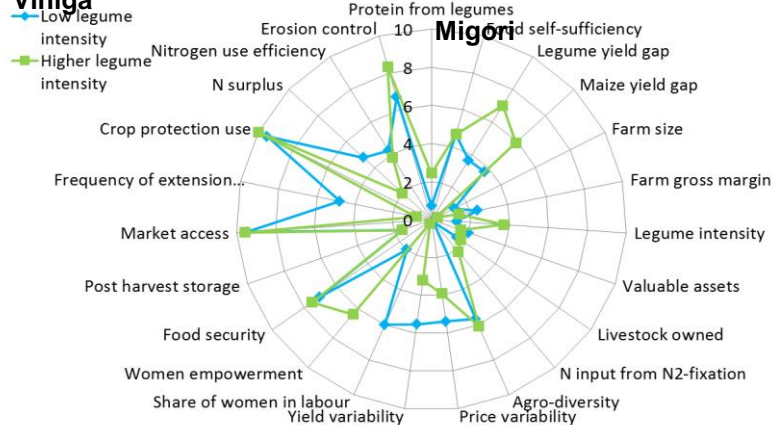 Viniga
Low legume
intensity
Higher legume
intensity
Migori
Protein from legumes
Food self-sufficiency
Legume yield gap
Maize yield gap
Farm size
Farm gross margin
Legume intensity
Valuable assets
Livestock owned
N input from N2-fixation
Agro-diversity
Price variability
Yield variability
Share of women in labour
Women empowerment
Food security
Post harvest storage
Market access
Frequency of extension...
Crop protection use
N surplus
Nitrogen use efficiency
Erosion control
10
8
6
4
2
0